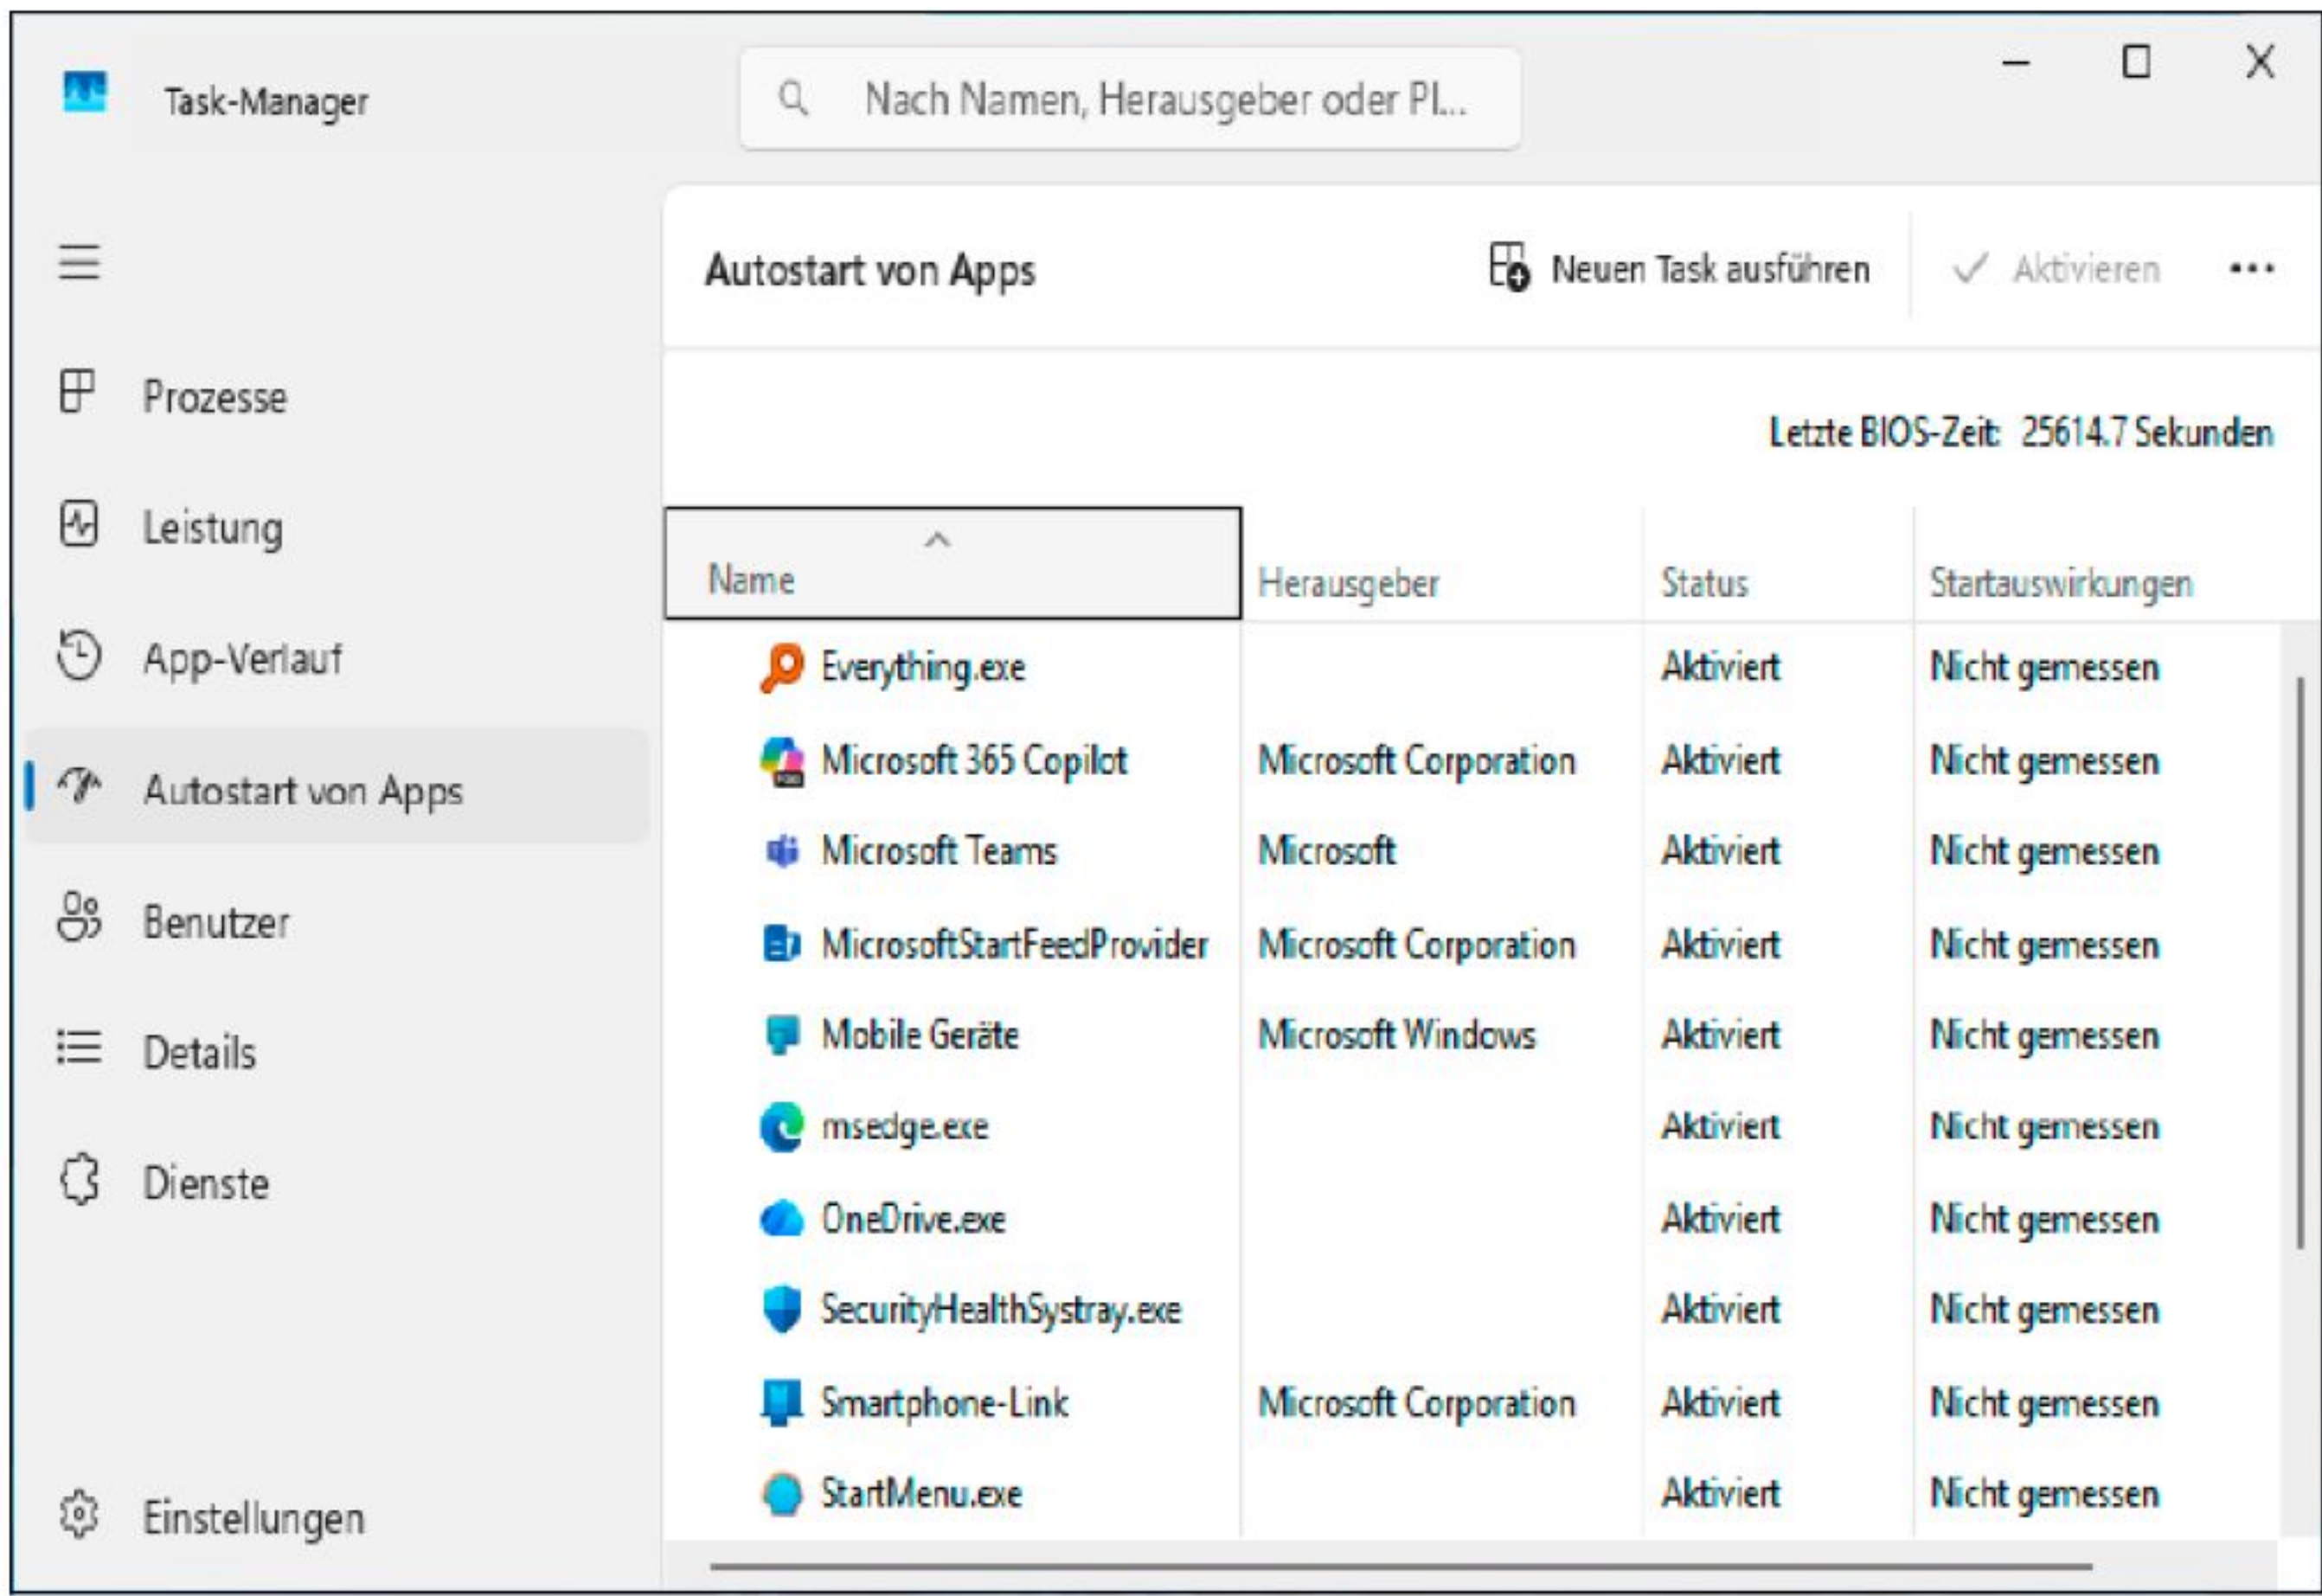 Task-Manager
Nach Namen, Herausgeber oder Pl...
Autostart von Apps
Neuen Task ausführen
Aktivieren
Prozesse
Leistung
App-Verlauf
Autostart von Apps
Benutzer
Details
Dienste
Einstellungen
Letzte BIOS-Zeit: 25614.7 Sekunden
Name Herausgeber Status Startauswirkungen
Everything.exe Aktiviert Nicht gemessen
Microsoft 365 Copilot Microsoft Corporation Aktiviert Nicht gemessen
Microsoft Teams Microsoft Aktiviert Nicht gemessen
MicrosoftStartFeedProvider Microsoft Corporation Aktiviert Nicht gemessen
Mobile Geräte Microsoft Windows Aktiviert Nicht gemessen
msedge.exe Aktiviert Nicht gemessen
OneDrive.exe Aktiviert Nicht gemessen
SecurityHealthSystray.exe Aktiviert Nicht gemessen
Smartphone-Link Microsoft Corporation Aktiviert Nicht gemessen
StartMenu.exe Aktiviert Nicht gemessen